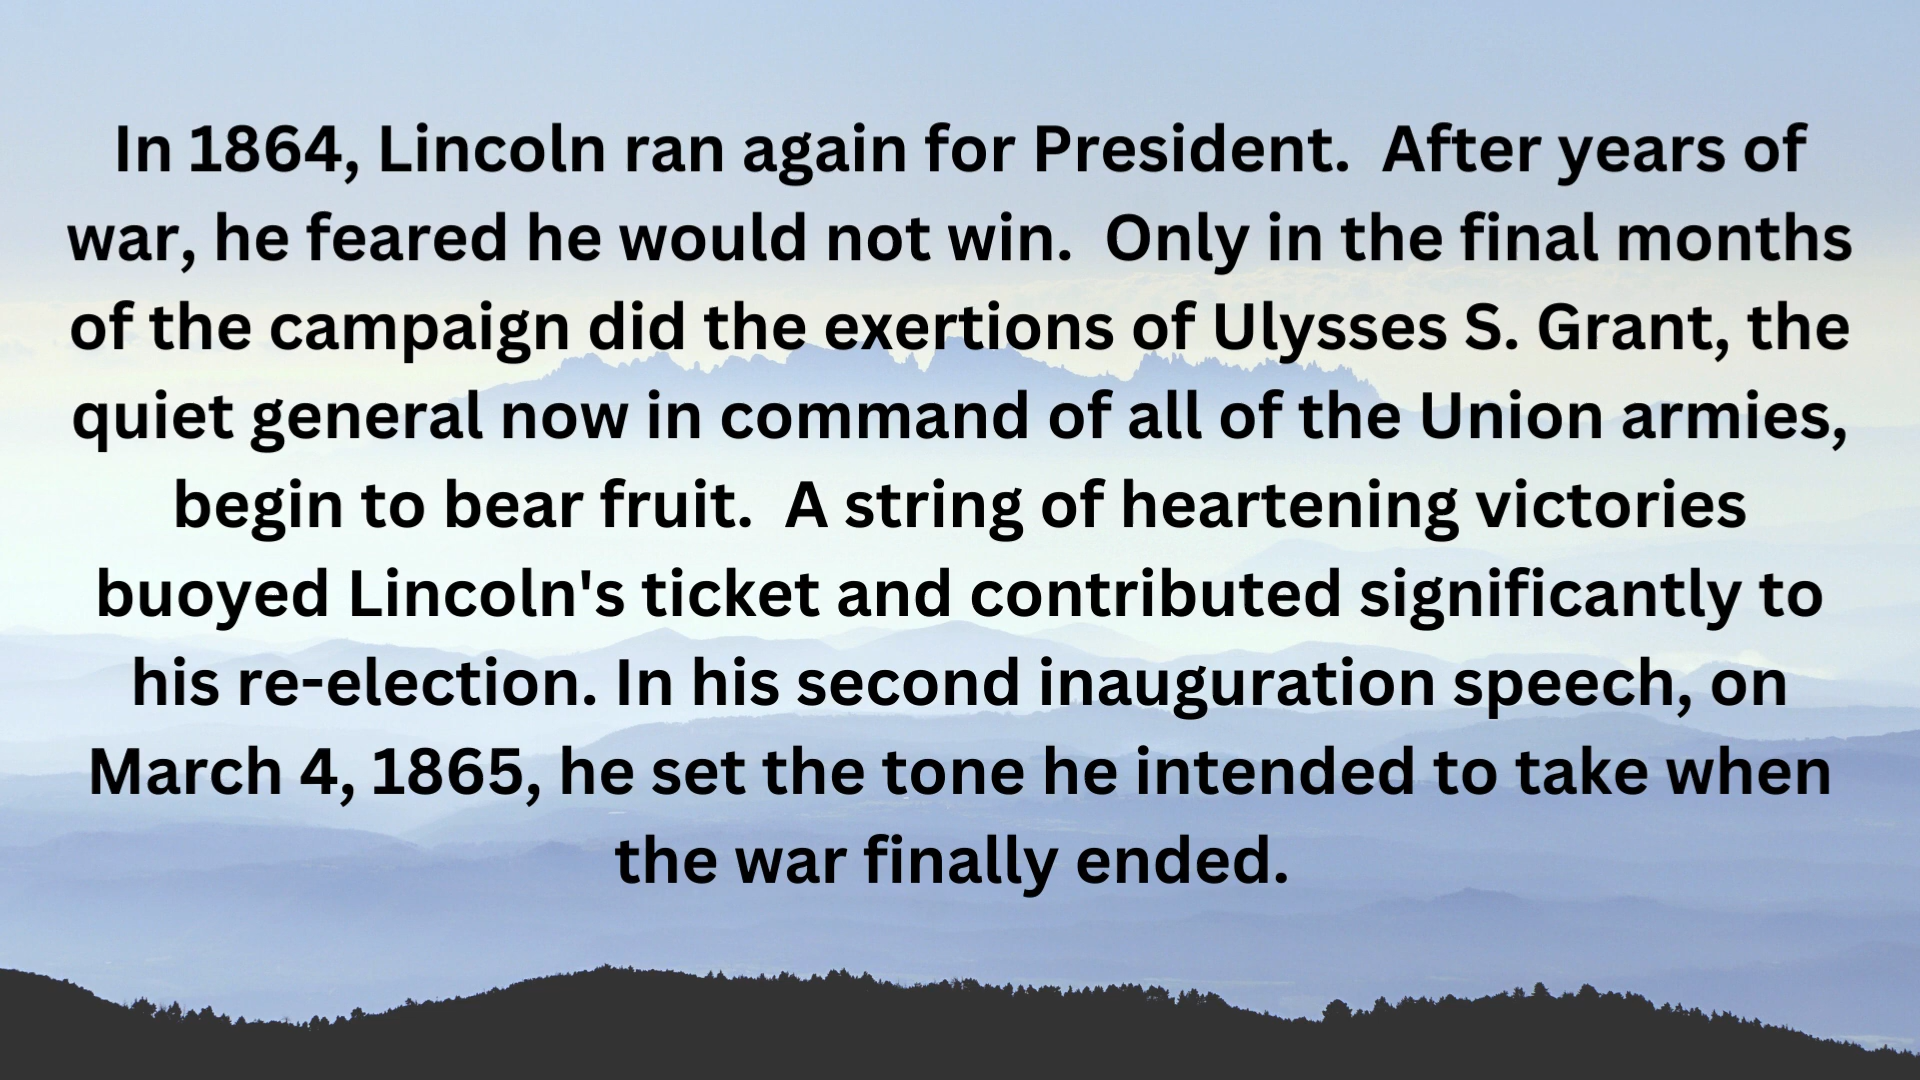 In 1864, Lincoln ran again for President.  After years of
war, he feared he would not win.  Only in the final months
of the campaign did the exertions of Ulysses S. Grant, the
quiet general now in command of all of the Union armies,
begin to bear fruit.  A string of heartening victories
buoyed Lincoln's ticket and contributed significantly to
his re-election. In his second inauguration speech, on
March 4, 1865, he set the tone he intended to take when
the war finally ended.